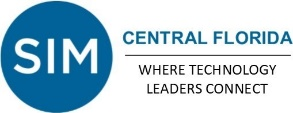 SIM
CENTRAL FLORIDA
WHERE TECHNOLOGY
LEADERS CONNECT